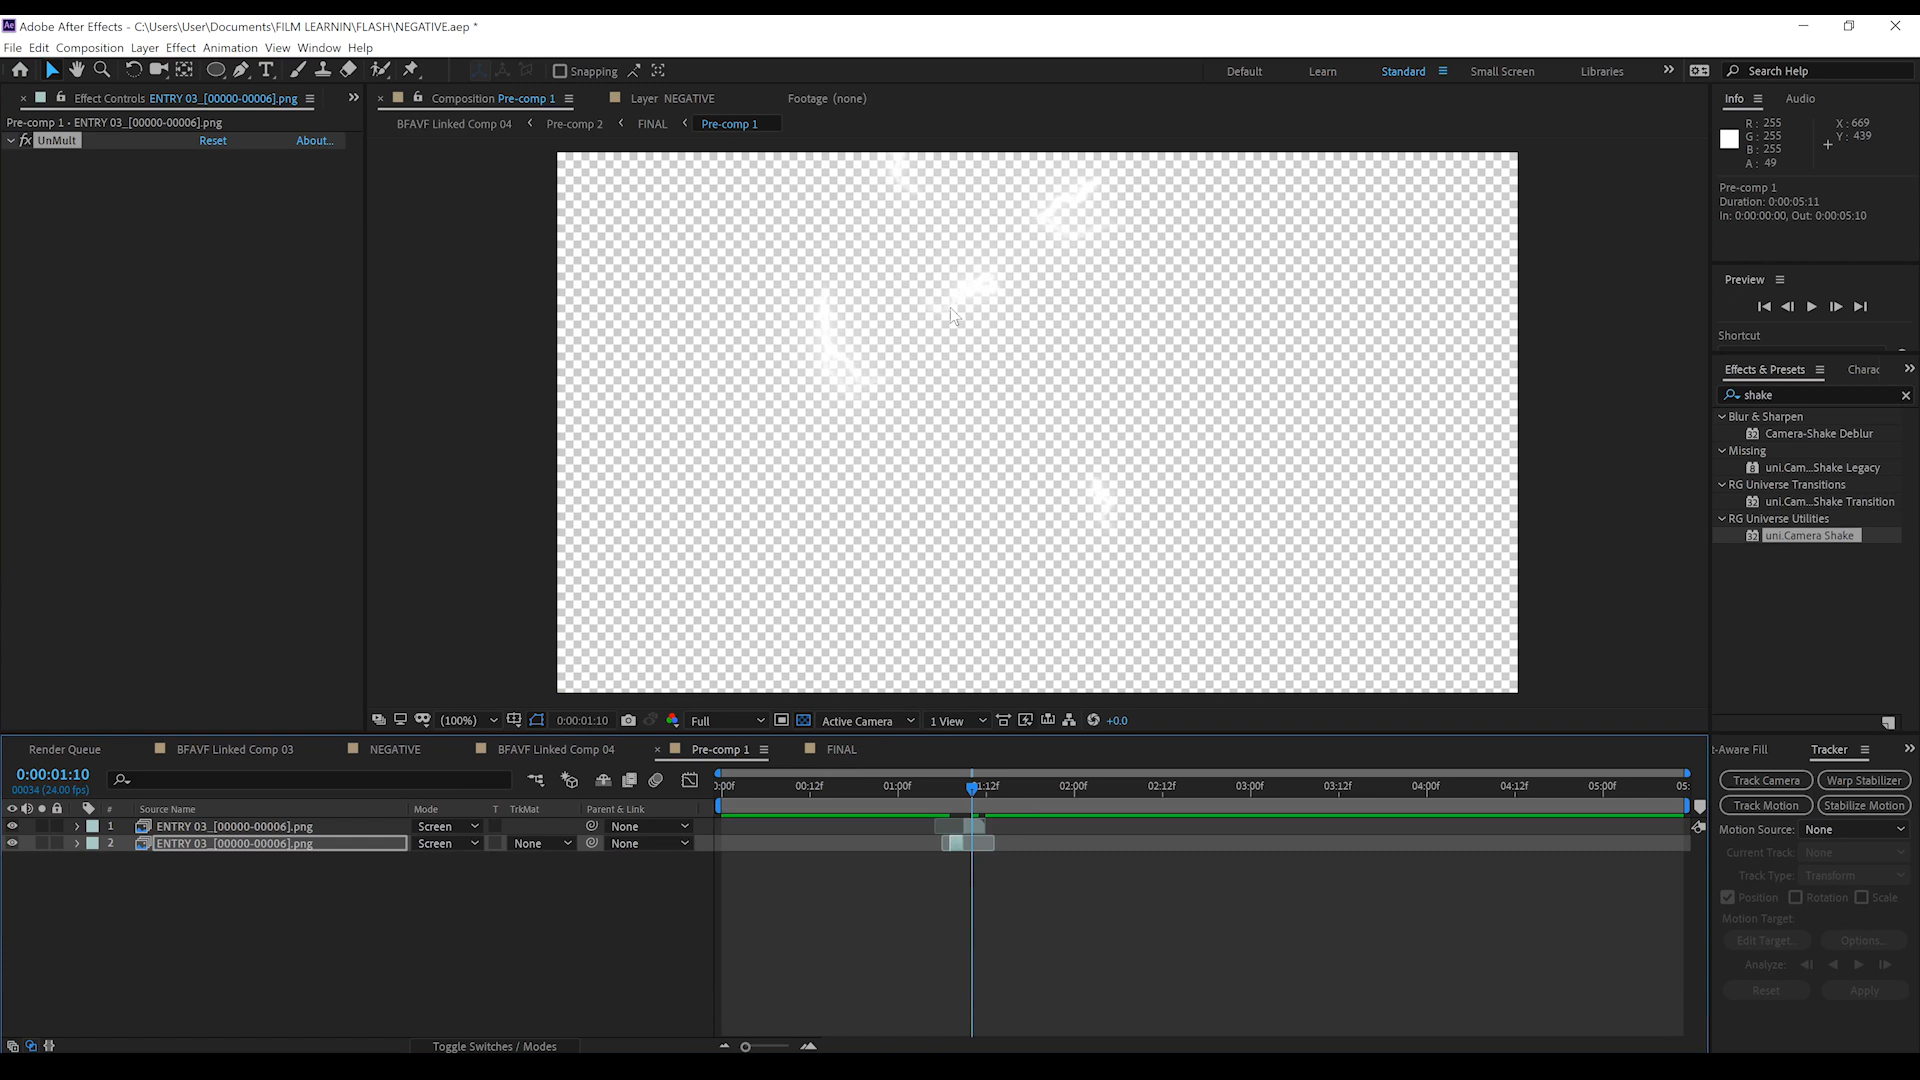 Adobe After Effects - C:\Users\User\Documents\FILM LEARNIN\FLASH\NEGATIVE.aep *
File Edit Composition Layer Effect Animation View Window Help
Snapping
Default Learn Standard Small Screen Libraries
Search Help
Effect Controls ENTRY 03_[00000-00006].png
Composition Pre-comp 1
Layer NEGATIVE
Footage (none)
Info Audio
Pre-comp 1 • ENTRY 03_[00000-00006].png
BFAVF Linked Comp 04 Pre-comp 2 FINAL Pre-comp 1
fx UnMult Reset About...
R: 255
G: 255
B: 255
A: 49
X: 669
Y: 439
Pre-comp 1
Duration: 0:00:05:11
In: 0:00:00:00, Out: 0:00:05:10
Preview
Shortcut
Effects & Presets
shake
Blur & Sharpen
Camera-Shake Deblur
Missing
uni.Cam...Shake Legacy
RG Universe Transitions
uni.Cam...Shake Transition
RG Universe Utilities
uni.Camera Shake
(100%) 0:00:01:10 Full Active Camera 1 View +0.0
Render Queue BFAVF Linked Comp 03 NEGATIVE BFAVF Linked Comp 04 Pre-comp 1 FINAL
t-Aware Fill Tracker
0:00:01:10
00034 (24.00 fps)
:00f 00:12f 01:00f 1:12f 02:00f 02:12f 03:00f 03:12f 04:00f 04:12f 05:00f 05:
# Source Name Mode T TrkMat Parent & Link
1 ENTRY 03_[00000-00006].png Screen None
2 ENTRY 03_[00000-00006].png Screen None None
Track Camera Warp Stabilizer
Track Motion Stabilize Motion
Motion Source: None
Current Track: None
Track Type: Transform
Position Rotation Scale
Motion Target:
Edit Target... Options...
Analyze:
Reset Apply
Toggle Switches / Modes